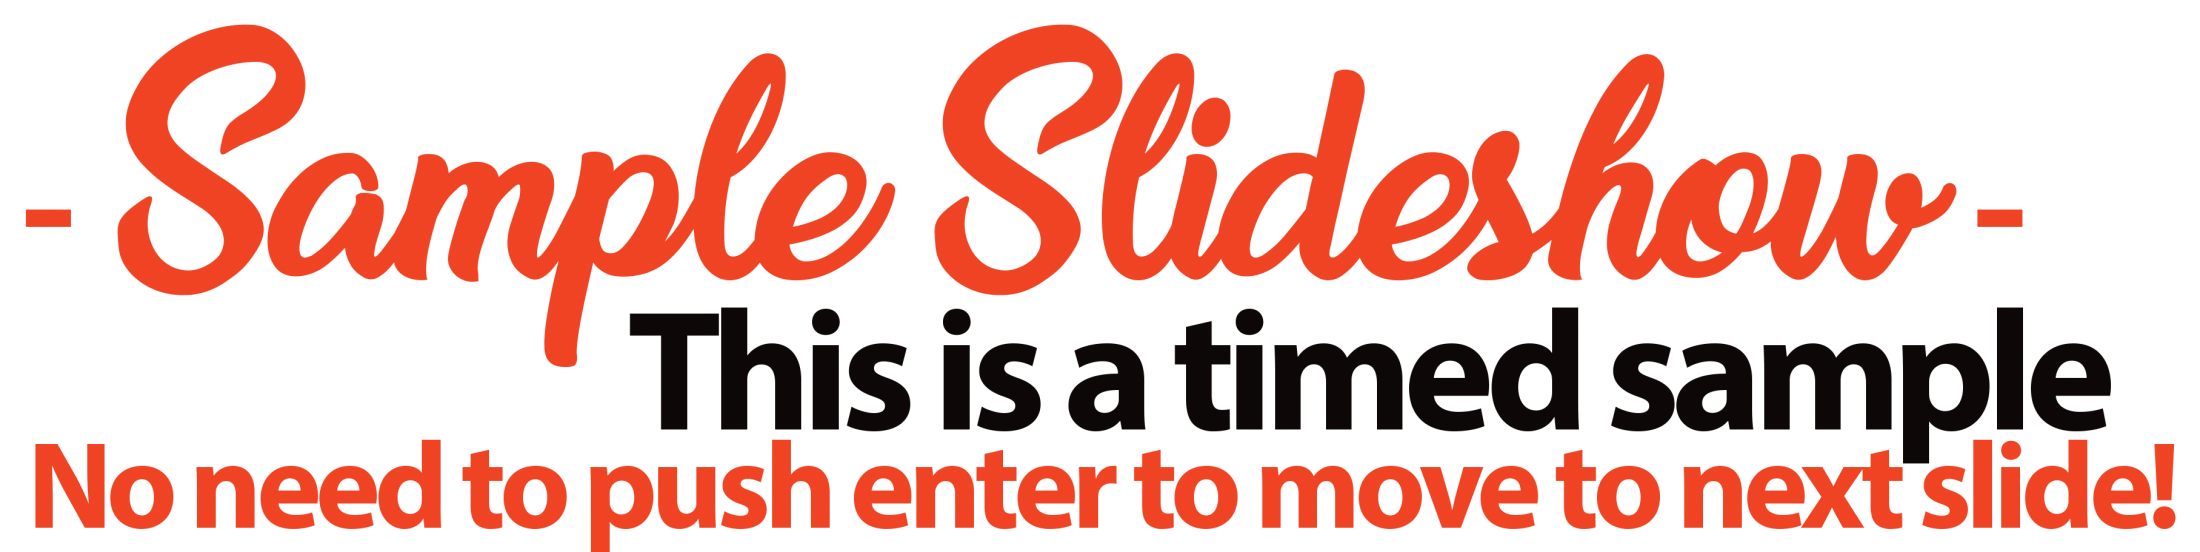 - Sample Slideshow -
This is a timed sample
No need to push enter to move to next slide!